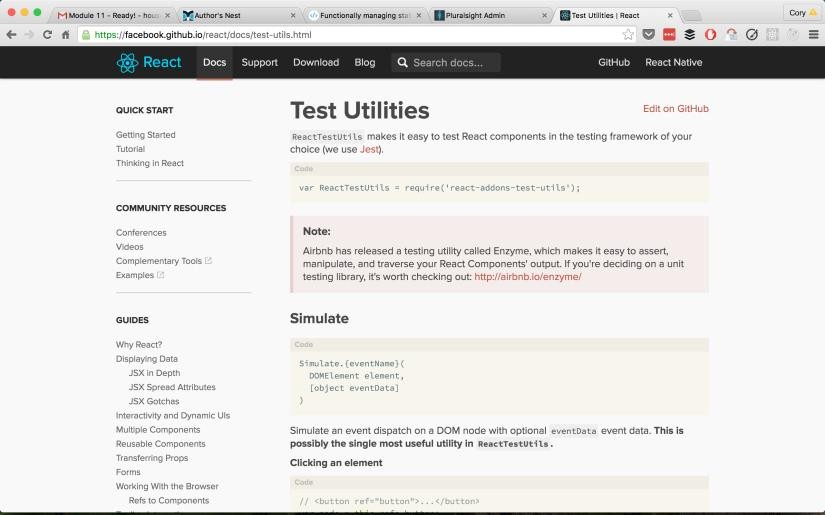 Module 11 - Ready! - hous
Author's Nest
Functionally managing stat
Pluralsight Admin
Test Utilities | React
Cory
https://facebook.github.io/react/docs/test-utils.html
React
Docs
Support
Download
Blog
Search docs...
GitHub
React Native
QUICK START
Getting Started
Tutorial
Thinking in React
COMMUNITY RESOURCES
Conferences
Videos
Complementary Tools
Examples
GUIDES
Why React?
Displaying Data
JSX in Depth
JSX Spread Attributes
JSX Gotchas
Interactivity and Dynamic UIs
Multiple Components
Reusable Components
Transferring Props
Forms
Working With the Browser
Refs to Components
Test Utilities
Edit on GitHub
ReactTestUtils makes it easy to test React components in the testing framework of your
choice (we use Jest).
Code
var ReactTestUtils = require('react-addons-test-utils');
Note:
Airbnb has released a testing utility called Enzyme, which makes it easy to assert,
manipulate, and traverse your React Components' output. If you're deciding on a unit
testing library, it's worth checking out: http://airbnb.io/enzyme/
Simulate
Code
Simulate.{eventName}(
DOMElement element,
[object eventData]
)
Simulate an event dispatch on a DOM node with optional eventData event data. This is
possibly the single most useful utility in ReactTestUtils.
Clicking an element
Code
// <button ref="button">...</button>